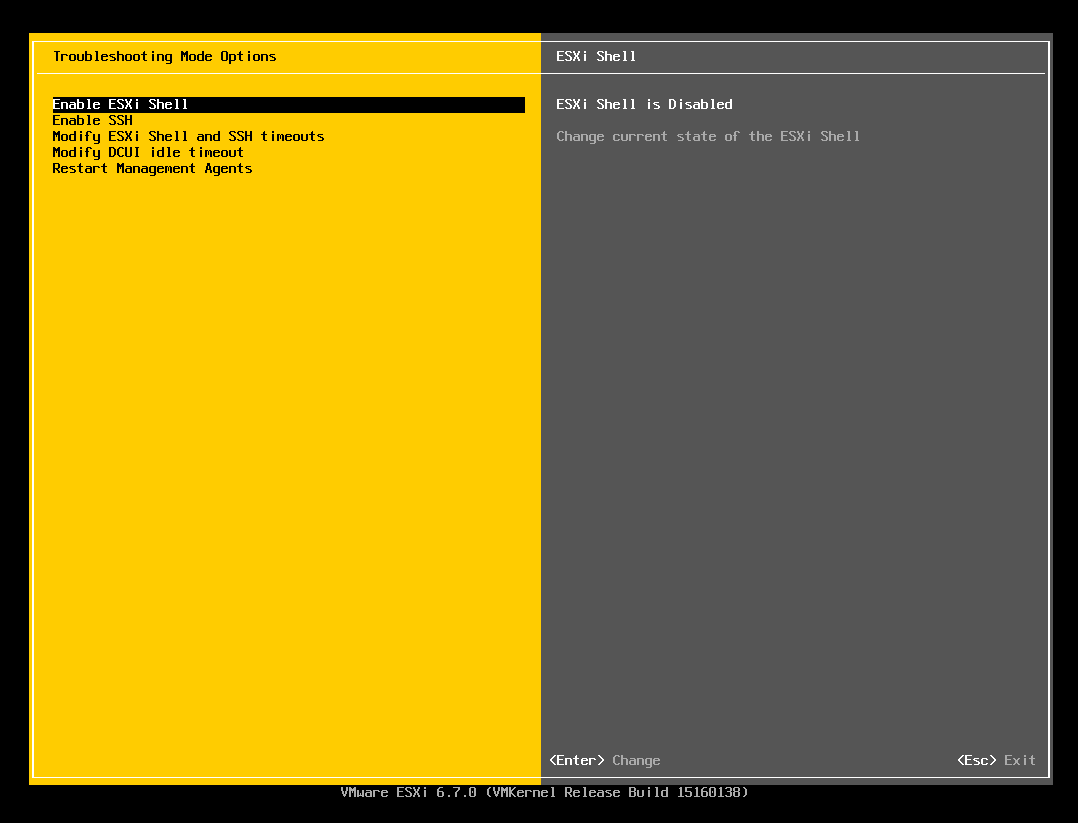 Troubleshooting Mode Options
Enable ESXi Shell
Enable SSH
Modify ESXi Shell and SSH timeouts
Modify DCUI idle timeout
Restart Management Agents
ESXi Shell
ESXi Shell is Disabled
Change current state of the ESXi Shell
<Enter> Change <Esc> Exit
VMware ESXi 6.7.0 (VMKernel Release Build 15160138)